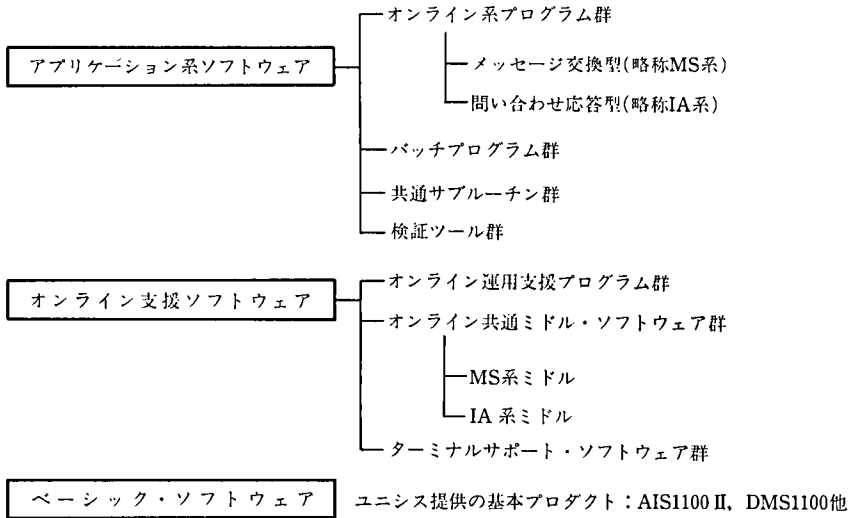 オンライン系プログラム群
アプリケーション系ソフトウェア
メッセージ交換型(略称MS系)
問い合わせ応答型(略称IA系)
バッチプログラム群
共通サブルーチン群
検証ツール群
オンライン運用支援プログラム群
オンライン支援ソフトウェア
オンライン共通ミドル・ソフトウェア群
MS系ミドル
IA系ミドル
ターミナルサポート・ソフトウェア群
ベーシック・ソフトウェア ユニシス提供の基本プロダクト：AIS1100Ⅱ，DMS1100他